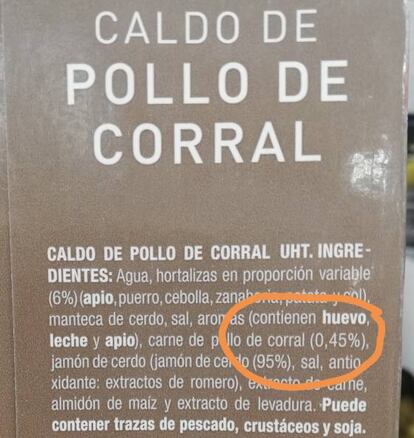 CALDO DE
POLLO DE
CORRAL
CALDO DE POLLO DE CORRAL UHT. INGRE-
DIENTES: Agua, hortalizas en proporción variable
(6%) (apio, puerro, cebolla, zanahoria, patata y col),
manteca de cerdo, sal, aromas (contienen huevo,
leche y apio), carne de pollo de corral (0,45%),
jamón de cerdo (jamón de cerdo (95%), sal, antio
xidante: extractos de romero), extracto de carne,
almidón de maíz y extracto de levadura. Puede
contener trazas de pescado, crustáceos y soja.